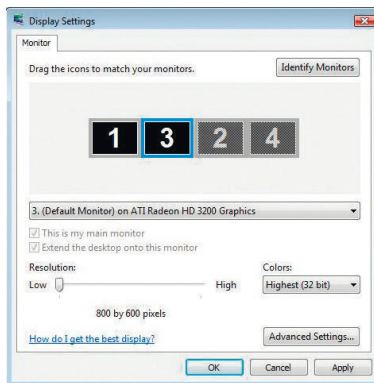 Display Settings
Monitor
Drag the icons to match your monitors.
Identify Monitors
1 3 2 4
3. (Default Monitor) on ATI Radeon HD 3200 Graphics
This is my main monitor
Extend the desktop onto this monitor
Resolution:
Colors:
Low
High
Highest (32 bit)
800 by 600 pixels
How do I get the best display?
Advanced Settings...
OK
Cancel
Apply